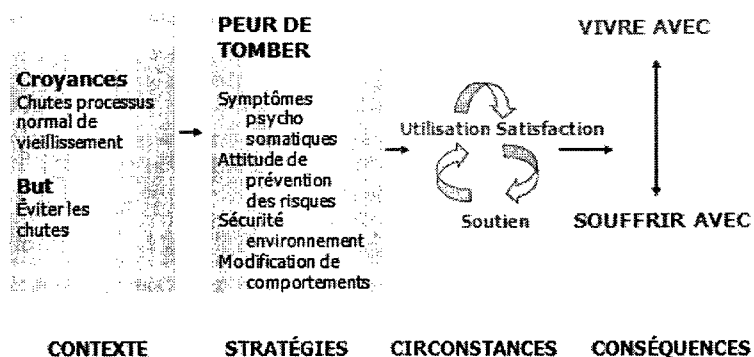 Croyances
Chutes processus
normal de
vieillissement
But
Éviter les
chutes
PEUR DE
TOMBER
Symptômes
psycho
somatiques
Attitude de
prévention
des risques
Sécurité
environnement
Modification de
comportements
Utilisation Satisfaction
Soutien
VIVRE AVEC
SOUFFRIR AVEC
CONTEXTE STRATÉGIES CIRCONSTANCES CONSÉQUENCES